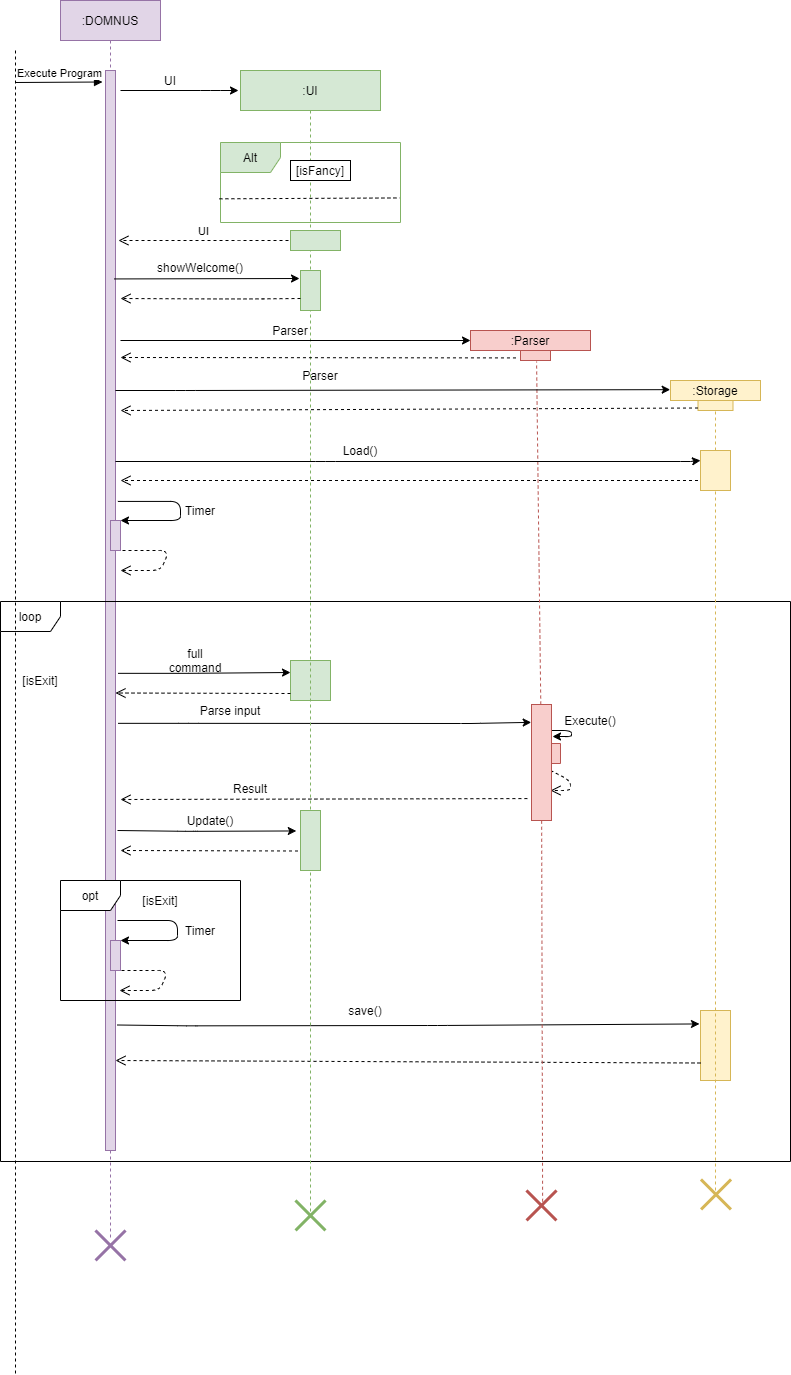 :DOMNUS
Execute Program
UI
:UI
Alt
[isFancy]
UI
showWelcome()
Parser
:Parser
Parser
:Storage
Load()
Timer
loop
full
command
[isExit]
Parse input
Execute()
Result
Update()
opt
[isExit]
Timer
save()